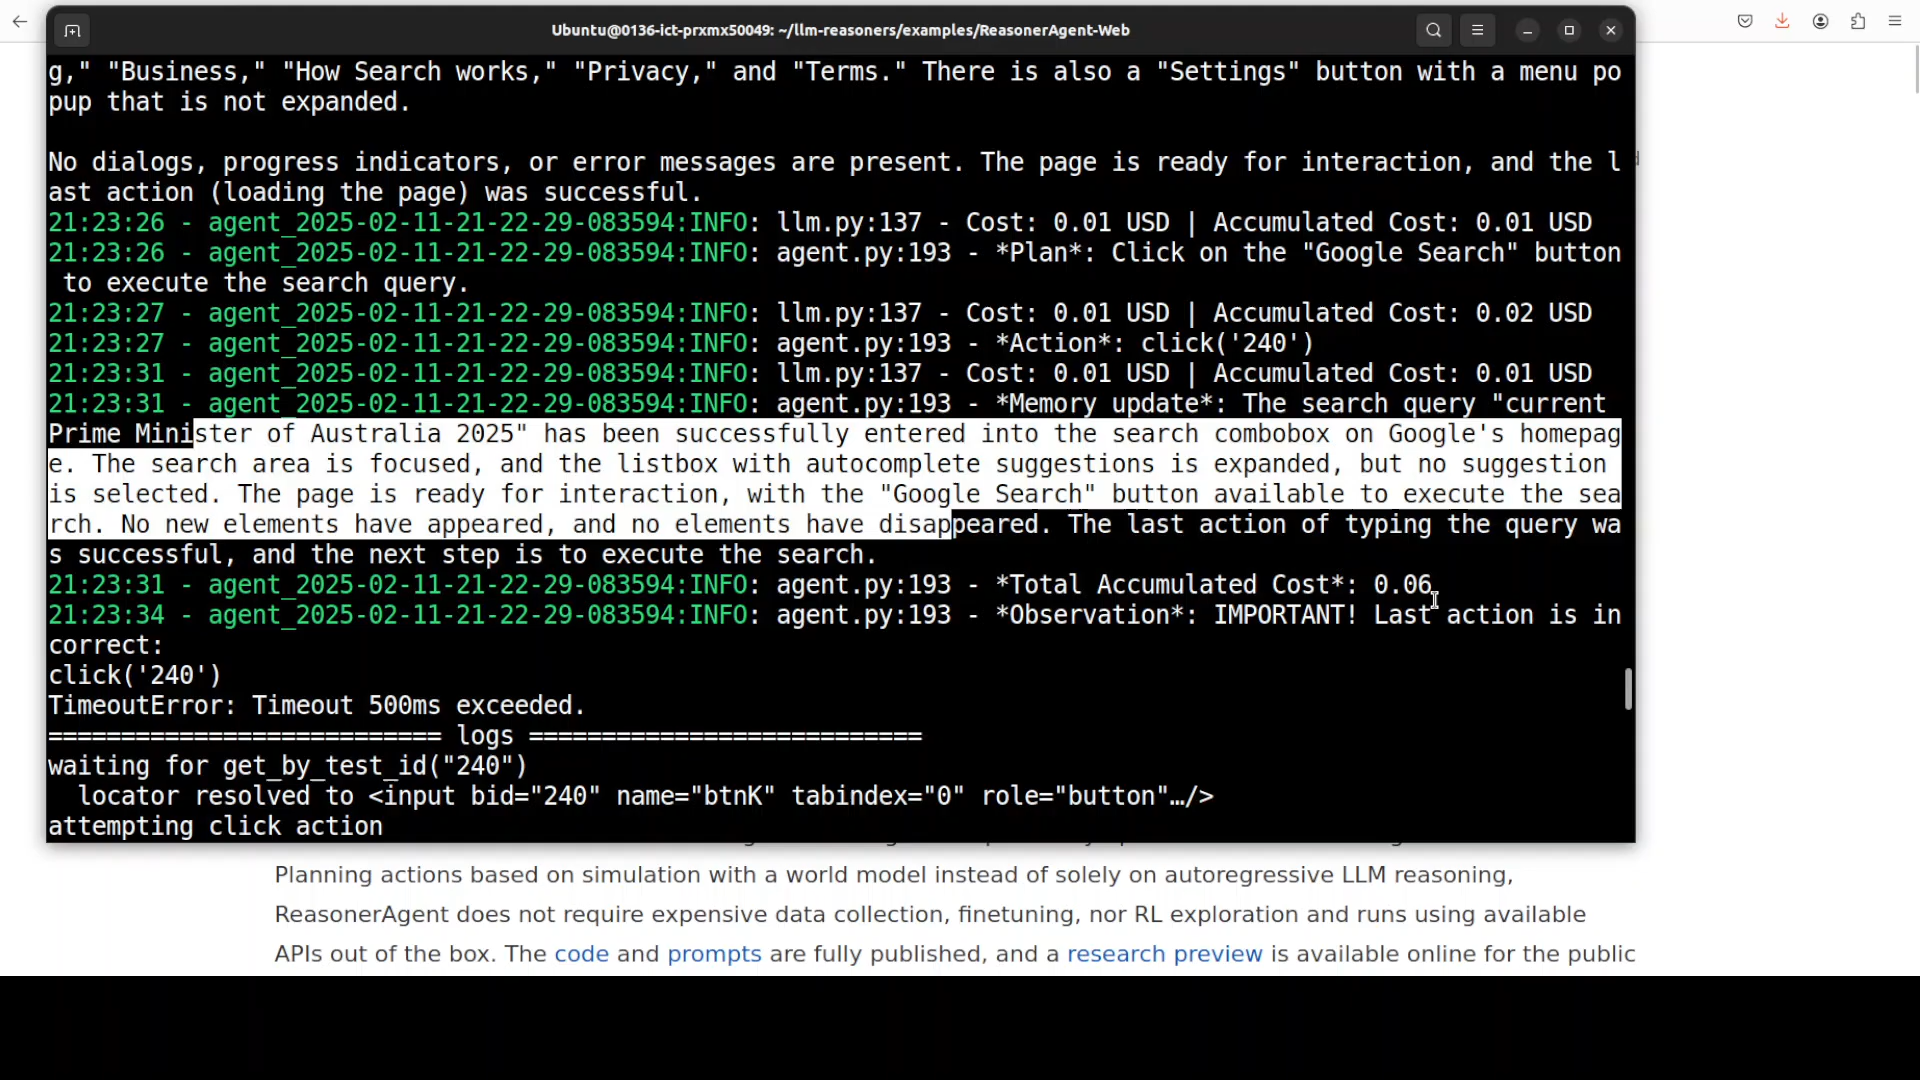 Ubuntu@0136-ict-prxmx50049: ~/llm-reasoners/examples/ReasonerAgent-Web
g," "Business," "How Search works," "Privacy," and "Terms." There is also a "Settings" button with a menu po
pup that is not expanded.
No dialogs, progress indicators, or error messages are present. The page is ready for interaction, and the l
ast action (loading the page) was successful.
21:23:26 - agent_2025-02-11-21-22-29-083594:INFO: llm.py:137 - Cost: 0.01 USD | Accumulated Cost: 0.01 USD
21:23:26 - agent_2025-02-11-21-22-29-083594:INFO: agent.py:193 - *Plan*: Click on the "Google Search" button
to execute the search query.
21:23:27 - agent_2025-02-11-21-22-29-083594:INFO: llm.py:137 - Cost: 0.01 USD | Accumulated Cost: 0.02 USD
21:23:27 - agent_2025-02-11-21-22-29-083594:INFO: agent.py:193 - *Action*: click('240')
21:23:31 - agent_2025-02-11-21-22-29-083594:INFO: llm.py:137 - Cost: 0.01 USD | Accumulated Cost: 0.01 USD
21:23:31 - agent_2025-02-11-21-22-29-083594:INFO: agent.py:193 - *Memory update*: The search query "current
Prime Minister of Australia 2025" has been successfully entered into the search combobox on Google's homepag
e. The search area is focused, and the listbox with autocomplete suggestions is expanded, but no suggestion
is selected. The page is ready for interaction, with the "Google Search" button available to execute the sea
rch. No new elements have appeared, and no elements have disappeared. The last action of typing the query wa
s successful, and the next step is to execute the search.
21:23:31 - agent_2025-02-11-21-22-29-083594:INFO: agent.py:193 - *Total Accumulated Cost*: 0.06
21:23:34 - agent_2025-02-11-21-22-29-083594:INFO: agent.py:193 - *Observation*: IMPORTANT! Last action is in
correct:
click('240')
TimeoutError: Timeout 500ms exceeded.
=========================== logs ===========================
waiting for get_by_test_id("240")
locator resolved to <input bid="240" name="btnK" tabindex="0" role="button"…/>
attempting click action
Planning actions based on simulation with a world model instead of solely on autoregressive LLM reasoning,
ReasonerAgent does not require expensive data collection, finetuning, nor RL exploration and runs using available
APIs out of the box. The code and prompts are fully published, and a research preview is available online for the public